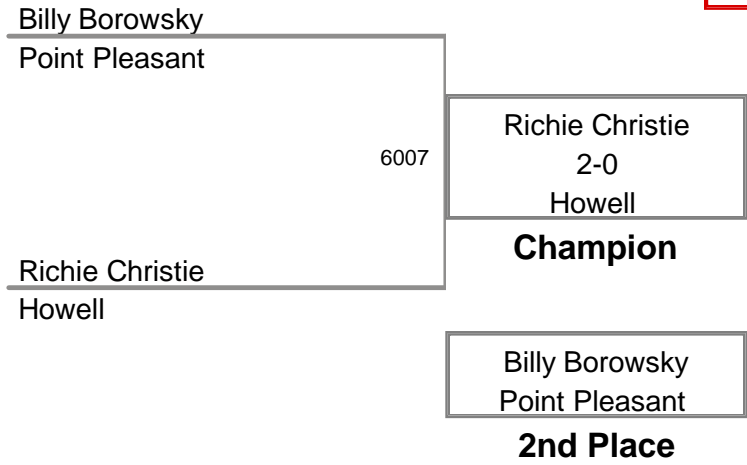 Billy Borowsky
Point Pleasant
Richie Christie
6007
2-0
Howell
Champion
Richie Christie
Howell
Billy Borowsky
Point Pleasant
2nd Place